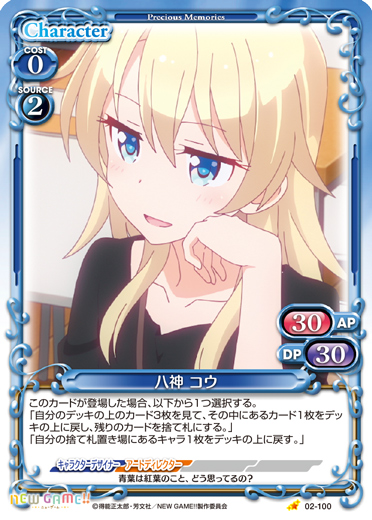 Precious Memories
Character
COST
0
SOURCE
2
30 AP
DP 30
八神 コウ
このカードが登場した場合、以下から1つ選択する。
「自分のデッキの上のカード3枚を見て、その中にあるカード1枚をデッ
キの上に戻し、残りのカードを捨て札にする。」
「自分の捨て札置き場にあるキャラ1枚をデッキの上に戻す。」
キャラクターデザイナー アートディレクター
青葉は紅葉のこと、どう思ってるの?
NEW GAME!!
©得能正太郎・芳文社/NEW GAME!!製作委員会
02-100